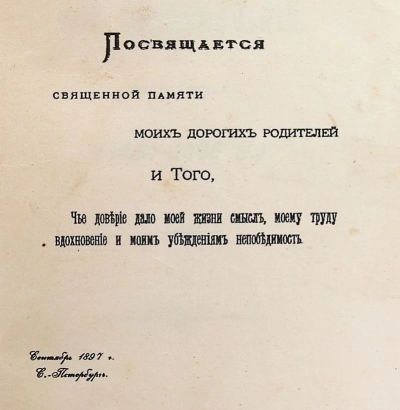 Посвящается
священной памяти
моихъ дорогихъ родителей
и Того,
Чье довѣріе дало моей жизни смыслъ, моему труду
вдохновеніе и моимъ убѣжденіямъ непобѣдимость.
Сентябрь 1897 г.
С.-Петербургъ.